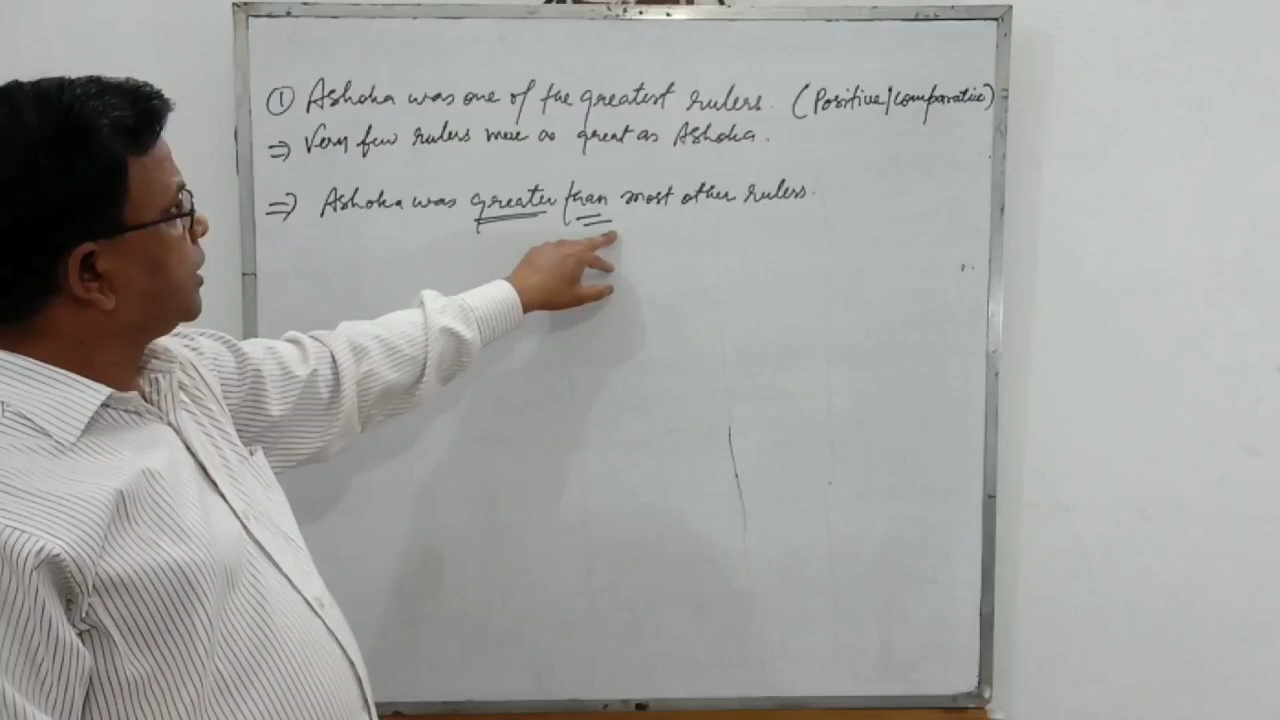 ① Ashoka was one of the greatest rulers. (Positive/comparative)
⇒ Very few rulers were as great as Ashoka.
⇒ Ashoka was greater than most other rulers.